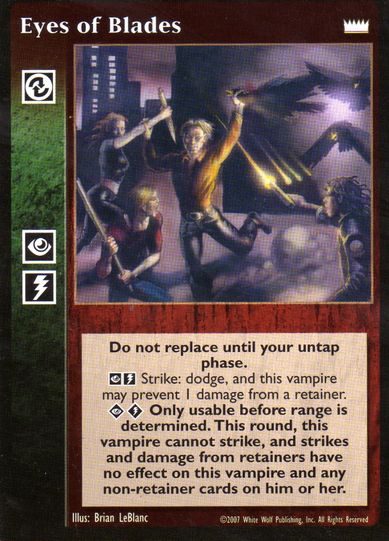 Eyes of Blades
Do not replace until your untap
phase.
Strike: dodge, and this vampire
may prevent 1 damage from a retainer.
Only usable before range is
determined. This round, this
vampire cannot strike, and strikes
and damage from retainers have
no effect on this vampire and any
non-retainer cards on him or her.
Illus: Brian LeBlanc
©2007 White Wolf Publishing, Inc. All Rights Reserved